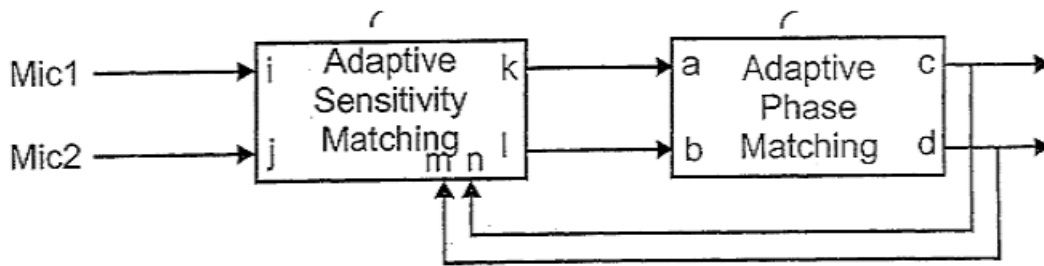 Mic1
Mic2
i
j
Adaptive
Sensitivity
Matching
k
l
m n
a
b
Adaptive
Phase
Matching
c
d